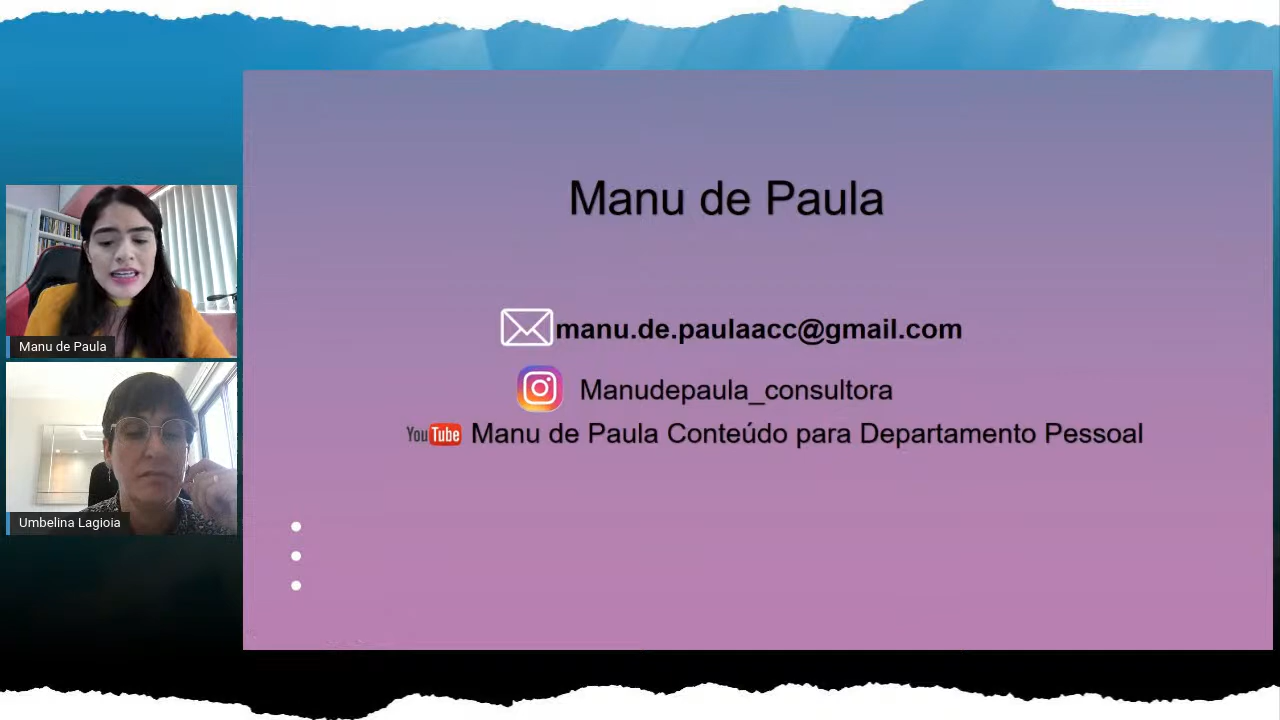 Manu de Paula
manu.de.paulaacc@gmail.com
Manudepaula_consultora
YouTube Manu de Paula Conteúdo para Departamento Pessoal
Manu de Paula
Umbelina Lagioia